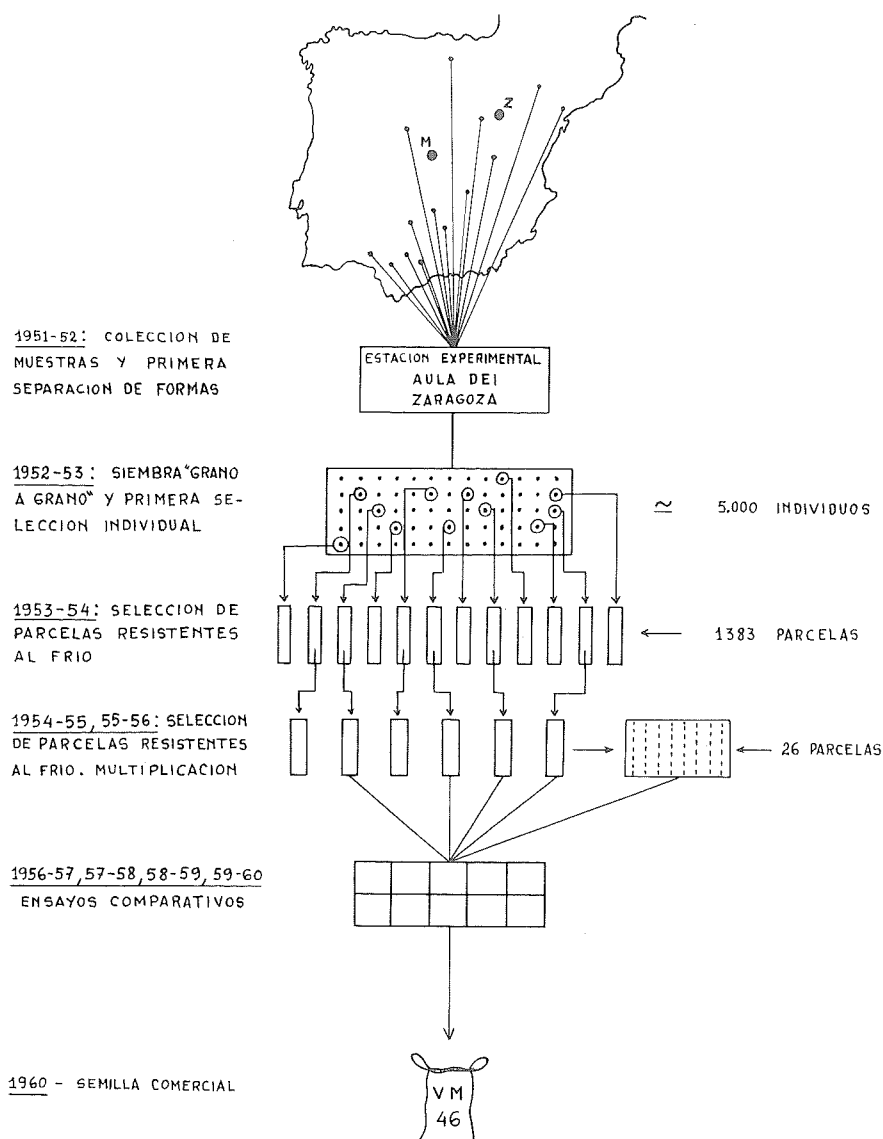 Z
M
1951-52: COLECCION DE
MUESTRAS Y PRIMERA
SEPARACION DE FORMAS
ESTACION EXPERIMENTAL
AULA DEI
ZARAGOZA
1952-53: SIEMBRA "GRANO
A GRANO" Y PRIMERA SE-
LECCION INDIVIDUAL
≃ 5,000 INDIVIDUOS
1953-54: SELECCION DE
PARCELAS RESISTENTES
AL FRIO
1383 PARCELAS
1954-55, 55-56: SELECCION
DE PARCELAS RESISTENTES
AL FRIO. MULTIPLICACION
26 PARCELAS
1956-57, 57-58, 58-59, 59-60
ENSAYOS COMPARATIVOS
1960 - SEMILLA COMERCIAL
VM
46